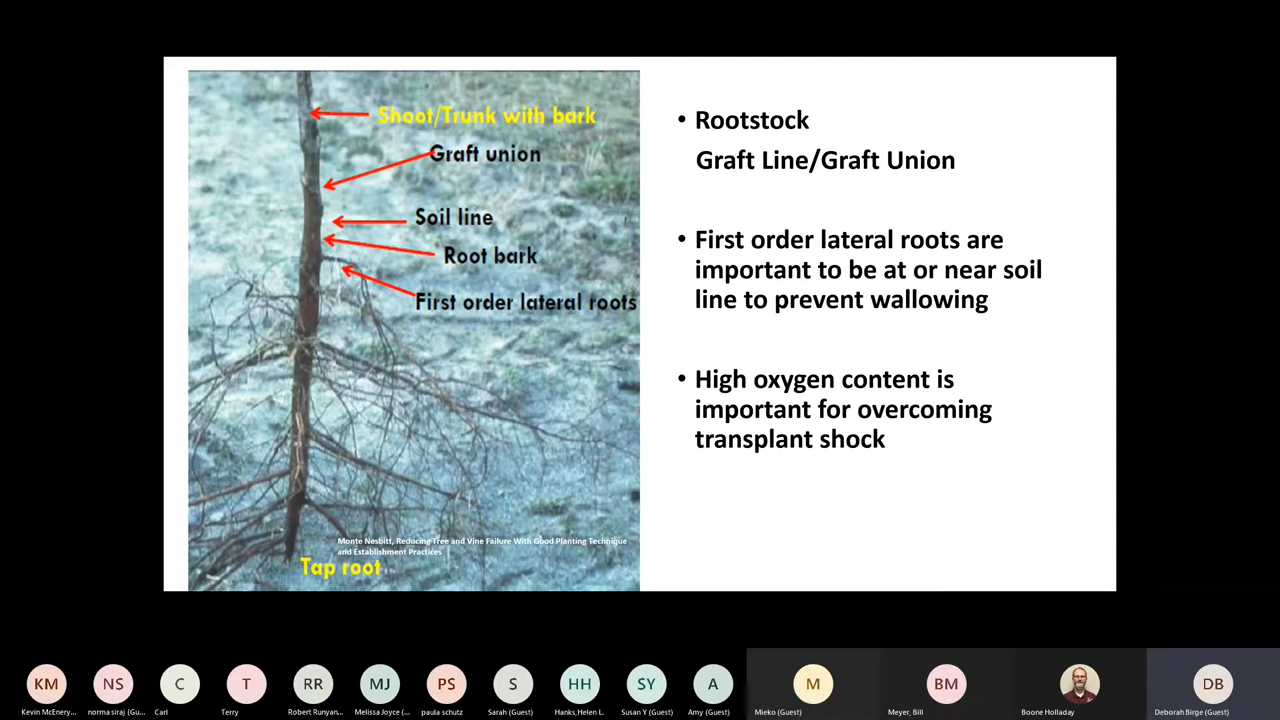 Shoot/Trunk with bark
Graft union
Soil line
Root bark
First order lateral roots
Monte Nesbitt, Reducing Tree and Vine Failure With Good Planting Technique
and Establishment Practices
Tap root
• Rootstock
Graft Line/Graft Union
• First order lateral roots are
important to be at or near soil
line to prevent wallowing
• High oxygen content is
important for overcoming
transplant shock
KM
NS
C
T
RR
MJ
PS
S
HH
SY
A
M
BM
DB
Kevin McEnery...
norma siraj (Gu...
Carl
Terry
Robert Runyan...
Melissa Joyce (...
paula schutz
Sarah (Guest)
Hanks,Helen L.
Susan Y (Guest)
Amy (Guest)
Mieko (Guest)
Meyer, Bill
Boone Holladay
Deborah Birge (Guest)